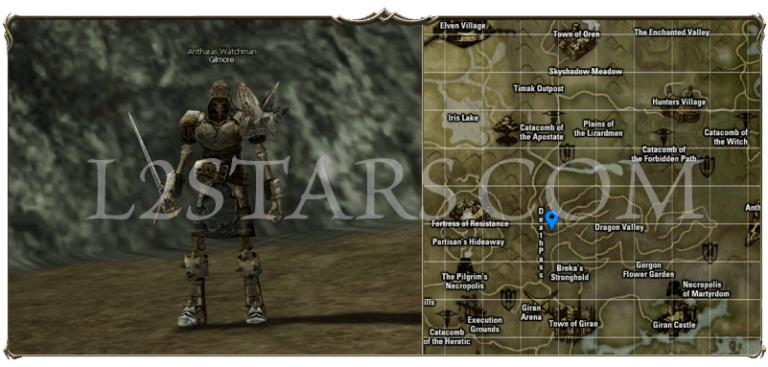 Antharas Watchman
Gilmore
L2STARS.COM
Elven Village
Town of Oren
The Enchanted Valley
Skyshadow Meadow
Timak Outpost
Hunters Village
Iris Lake
Catacomb of
the Apostate
Plains of
the Lizardmen
Catacomb of
the Witch
Catacomb of
the Forbidden Path
Anth
Fortress of Resistance
Death Pass
Dragon Valley
Partisan's Hideaway
Breka's
Stronghold
Gorgon
Flower Garden
The Pilgrim's
Necropolis
Necropolis
of Martyrdom
ills
Giran
Arena
Execution
Grounds
Town of Giran
Giran Castle
Catacomb
of the Heretic